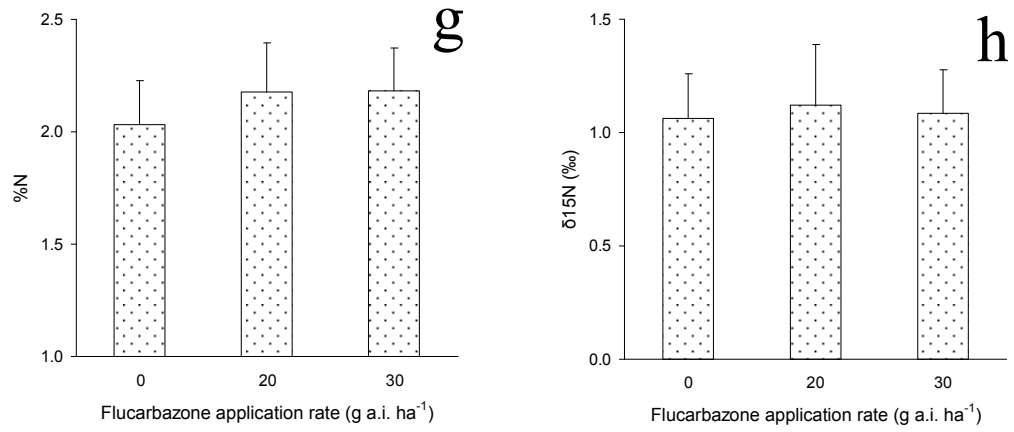 g
2.5
2.0
1.5
1.0
%N
0 20 30
Flucarbazone application rate (g a.i. ha⁻¹)
h
1.5
1.0
0.5
0.0
δ15N (‰)
0 20 30
Flucarbazone application rate (g a.i. ha⁻¹)